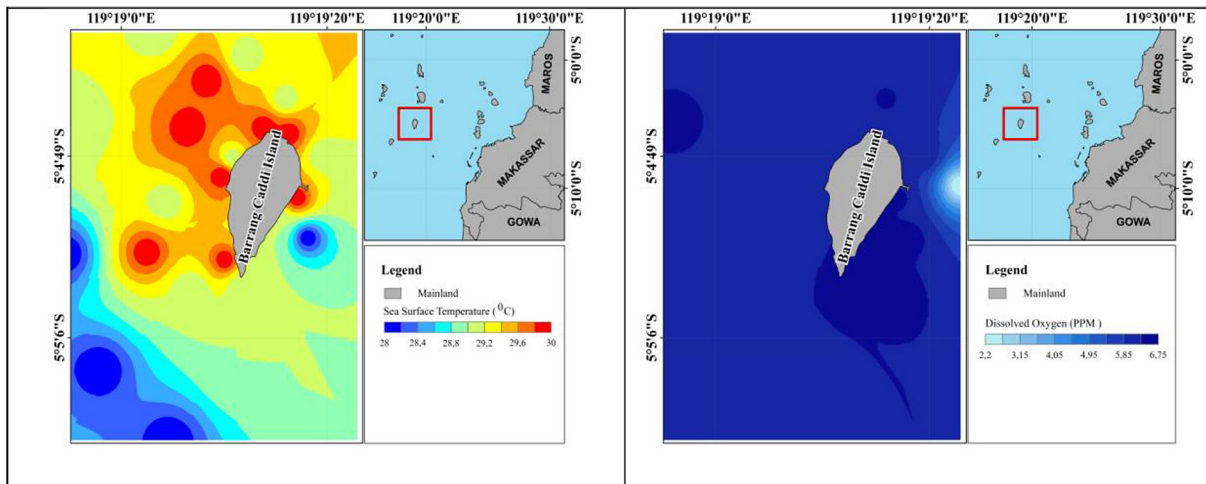 119°19'0"E 119°19'20"E 119°20'0"E 119°30'0"E
5°4'49"S
5°5'6"S
Barrang Caddi Island
MAROS
MAKASSAR
GOWA
5°0'0"S
5°10'0"S
Legend
Mainland
Sea Surface Temperature (⁰C)
28 28,4 28,8 29,2 29,6 30
119°19'0"E 119°19'20"E 119°20'0"E 119°30'0"E
5°4'49"S
5°5'6"S
Barrang Caddi Island
MAROS
MAKASSAR
GOWA
5°0'0"S
5°10'0"S
Legend
Mainland
Dissolved Oxygen (PPM )
2,2 3,15 4,05 4,95 5,85 6,75